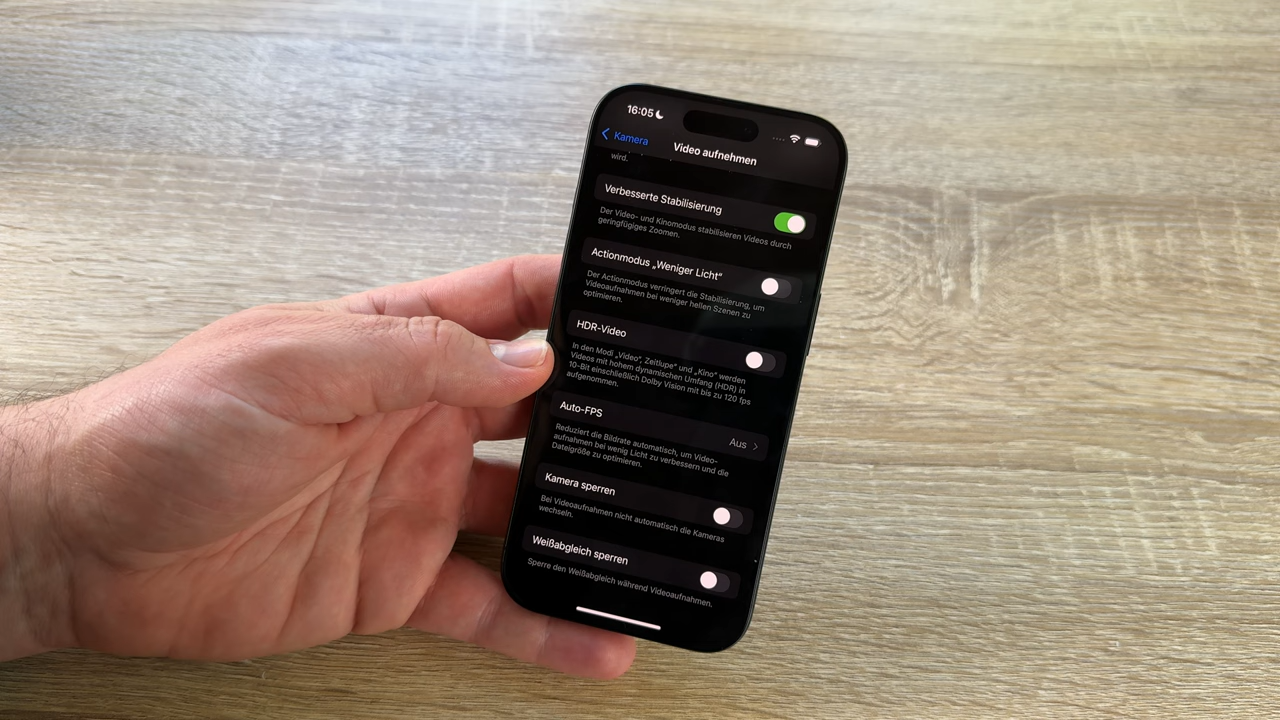 16:05
Kamera
Video aufnehmen
wird.
Verbesserte Stabilisierung
Der Video- und Kinomodus stabilisieren Videos durch
geringfügiges Zoomen.
Actionmodus „Weniger Licht“
Der Actionmodus verringert die Stabilisierung, um
Videoaufnahmen bei weniger hellen Szenen zu
optimieren.
HDR-Video
In den Modi „Video“, Zeitlupe“ und „Kino“ werden
Videos mit hohem dynamischen Umfang (HDR) in
10-Bit einschließlich Dolby Vision mit bis zu 120 fps
aufgenommen.
Auto-FPS
Aus
Reduziert die Bildrate automatisch, um Video-
aufnahmen bei wenig Licht zu verbessern und die
Dateigröße zu optimieren.
Kamera sperren
Bei Videoaufnahmen nicht automatisch die Kameras
wechseln.
Weißabgleich sperren
Sperre den Weißabgleich während Videoaufnahmen.